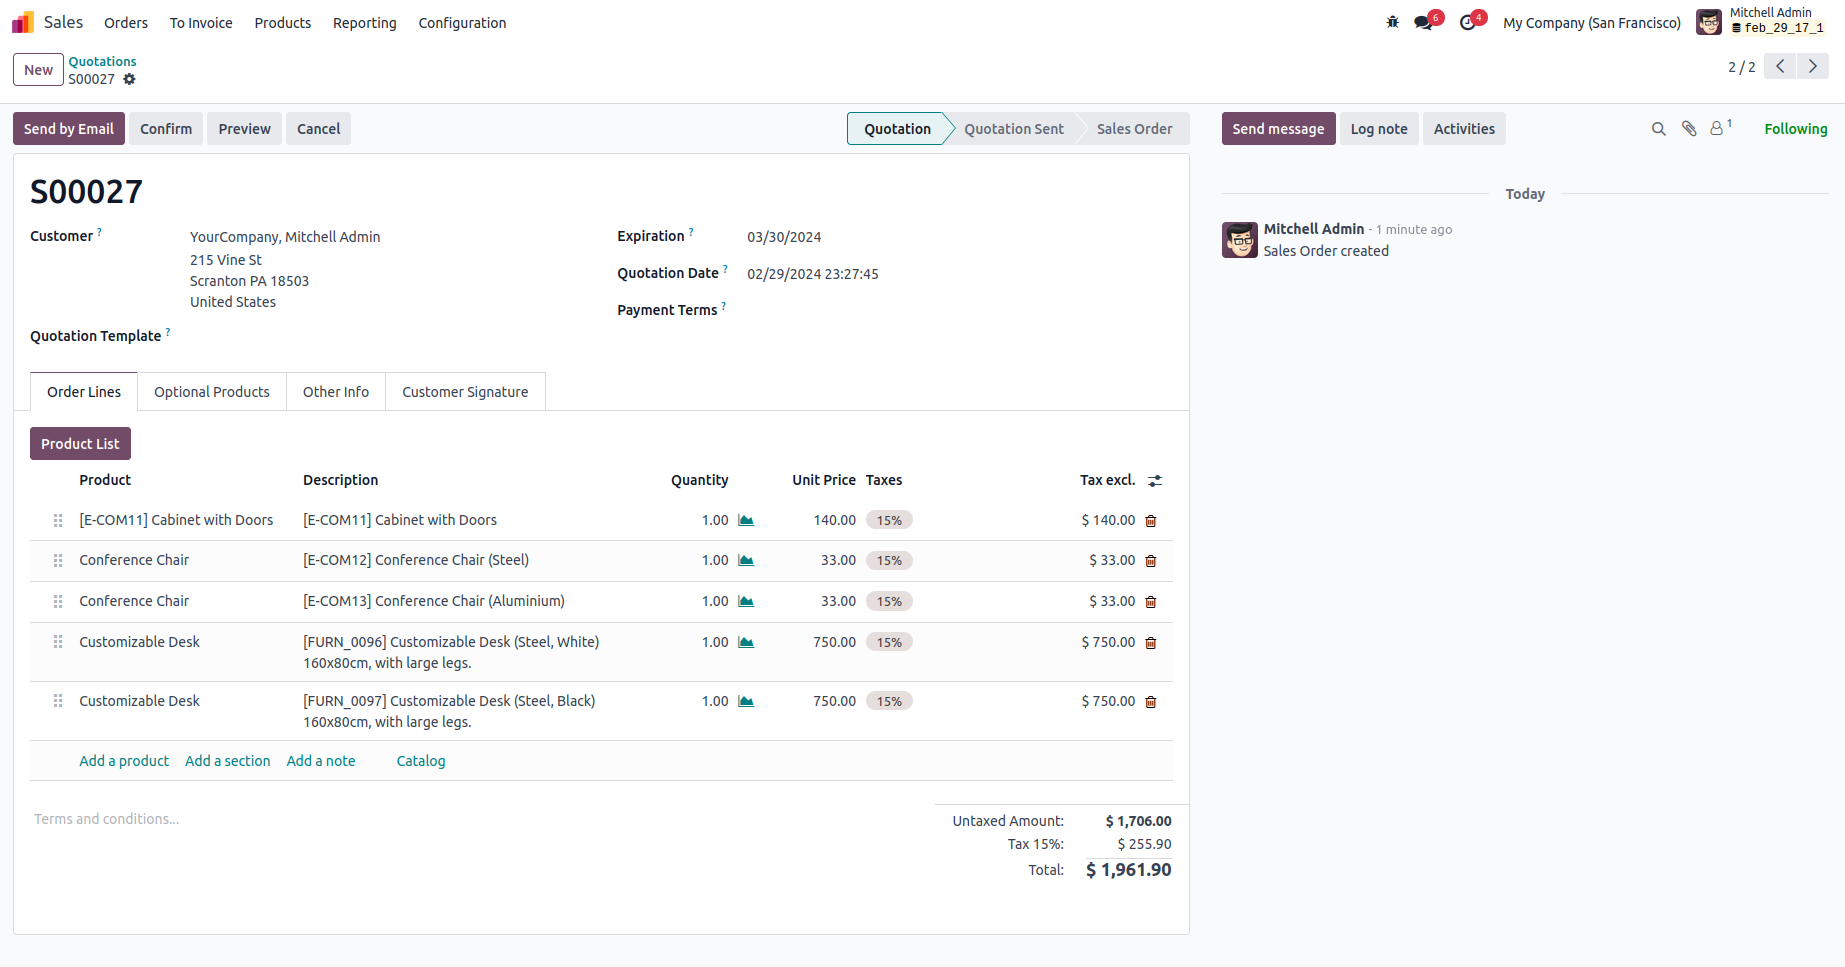 Sales Orders To Invoice Products Reporting Configuration 6 4 My Company (San Francisco) Mitchell Admin
feb_29_17_1
New Quotations
S00027
2 / 2
Send by Email Confirm Preview Cancel Quotation Quotation Sent Sales Order Send message Log note Activities 1 Following
S00027
Customer ? YourCompany, Mitchell Admin
215 Vine St
Scranton PA 18503
United States
Quotation Template ?
Expiration ? 03/30/2024
Quotation Date ? 02/29/2024 23:27:45
Payment Terms ?
Today
Mitchell Admin - 1 minute ago
Sales Order created
Order Lines Optional Products Other Info Customer Signature
Product List
Product Description Quantity Unit Price Taxes Tax excl.
[E-COM11] Cabinet with Doors [E-COM11] Cabinet with Doors 1.00 140.00 15% $ 140.00
Conference Chair [E-COM12] Conference Chair (Steel) 1.00 33.00 15% $ 33.00
Conference Chair [E-COM13] Conference Chair (Aluminium) 1.00 33.00 15% $ 33.00
Customizable Desk [FURN_0096] Customizable Desk (Steel, White) 1.00 750.00 15% $ 750.00
160x80cm, with large legs.
Customizable Desk [FURN_0097] Customizable Desk (Steel, Black) 1.00 750.00 15% $ 750.00
160x80cm, with large legs.
Add a product Add a section Add a note Catalog
Terms and conditions...
Untaxed Amount: $ 1,706.00
Tax 15%: $ 255.90
Total: $ 1,961.90